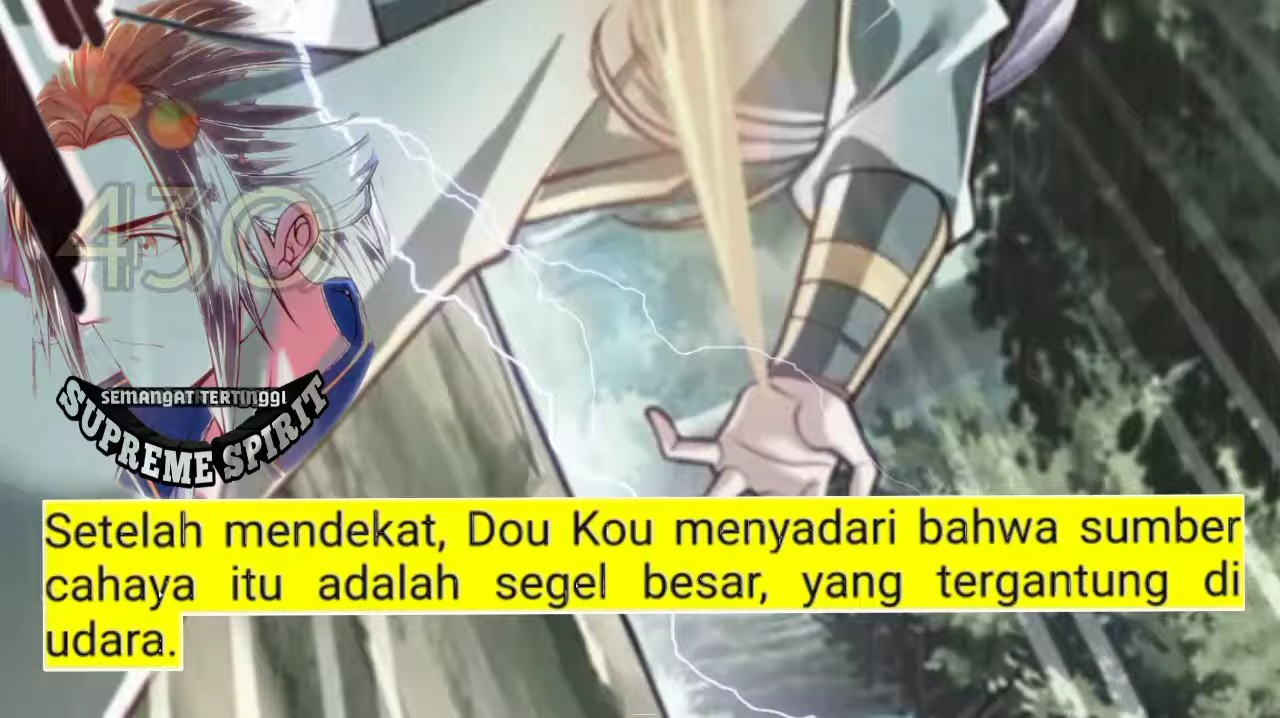 430
SEMANGAT TERTINGGI
SUPREME SPIRIT
Setelah mendekat, Dou Kou menyadari bahwa sumber
cahaya itu adalah segel besar, yang tergantung di
udara.